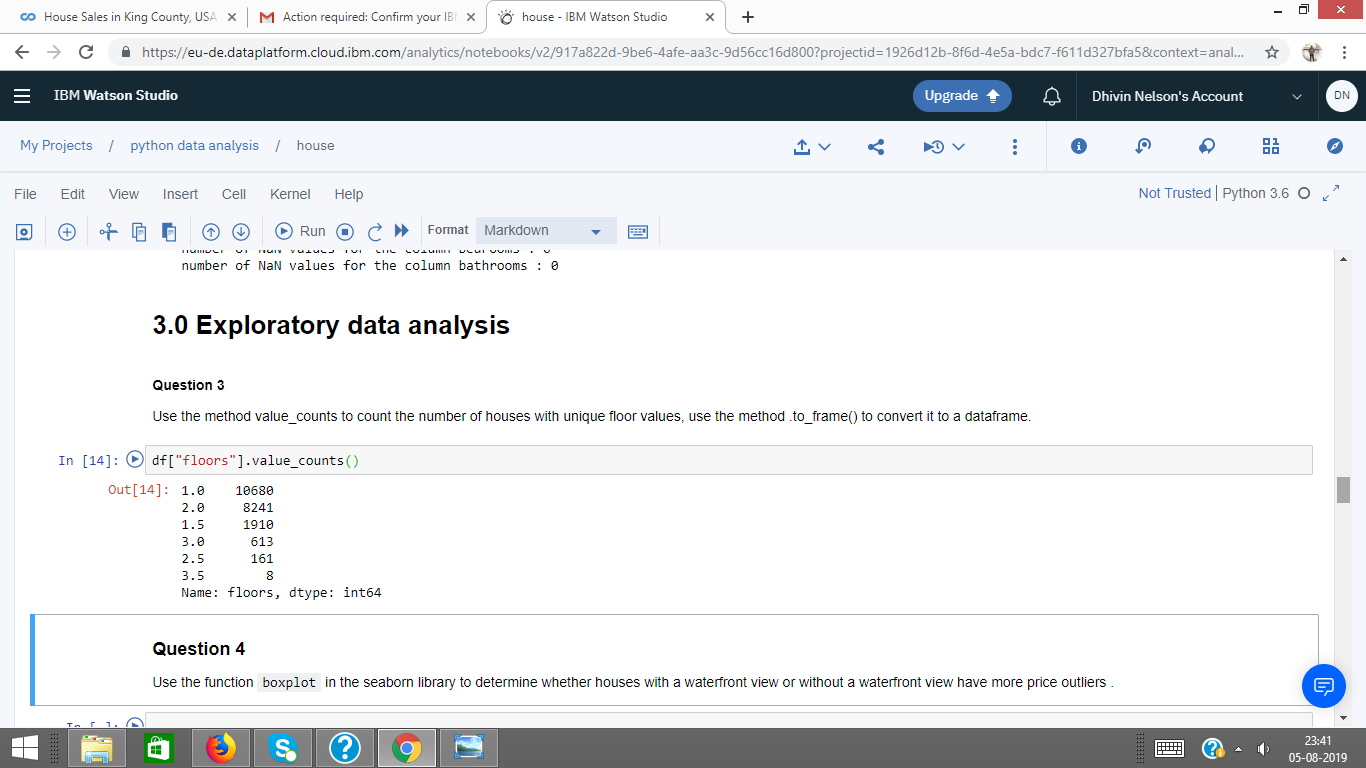 House Sales in King County, USA
Action required: Confirm your IB
house - IBM Watson Studio
https://eu-de.dataplatform.cloud.ibm.com/analytics/notebooks/v2/917a822d-9be6-4afe-aa3c-9d56cc16d800?projectid=1926d12b-8f6d-4e5a-bdc7-f611d327bfa5&context=anal...
IBM Watson Studio
Upgrade
Dhivin Nelson's Account
DN
My Projects / python data analysis / house
File Edit View Insert Cell Kernel Help
Not Trusted | Python 3.6
Run
Format
Markdown
number of NaN values for the column bedrooms : 0
number of NaN values for the column bathrooms : 0
3.0 Exploratory data analysis
Question 3
Use the method value_counts to count the number of houses with unique floor values, use the method .to_frame() to convert it to a dataframe.
In [14]: df["floors"].value_counts()
Out[14]: 1.0 10680
2.0 8241
1.5 1910
3.0 613
2.5 161
3.5 8
Name: floors, dtype: int64
Question 4
Use the function boxplot in the seaborn library to determine whether houses with a waterfront view or without a waterfront view have more price outliers .
In [ ]:
23:41
05-08-2019